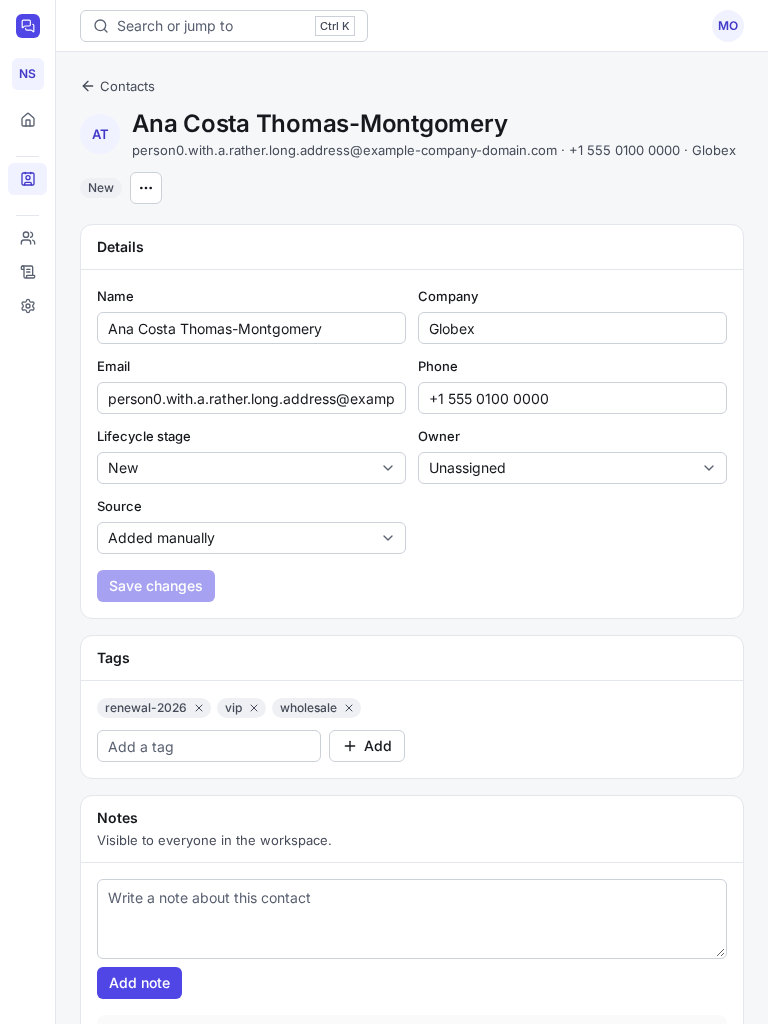 Search or jump to
Ctrl K
MO
NS
Contacts
AT
Ana Costa Thomas-Montgomery
person0.with.a.rather.long.address@example-company-domain.com · +1 555 0100 0000 · Globex
New
Details
Name
Company
Ana Costa Thomas-Montgomery
Globex
Email
Phone
person0.with.a.rather.long.address@examp
+1 555 0100 0000
Lifecycle stage
Owner
New
Unassigned
Source
Added manually
Save changes
Tags
renewal-2026
vip
wholesale
Add a tag
Add
Notes
Visible to everyone in the workspace.
Write a note about this contact
Add note